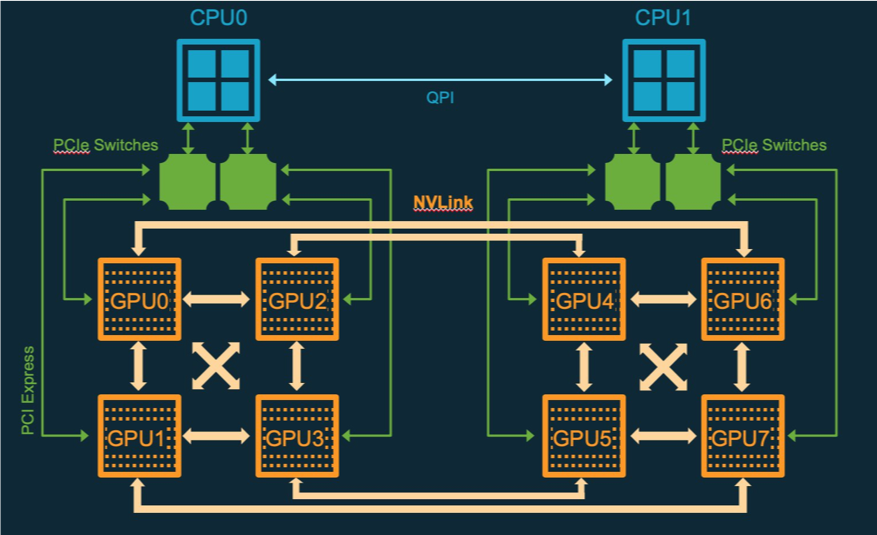 CPU0
CPU1
QPI
PCIe Switches
PCIe Switches
NVLink
GPU0
GPU2
GPU4
GPU6
PCI Express
GPU1
GPU3
GPU5
GPU7